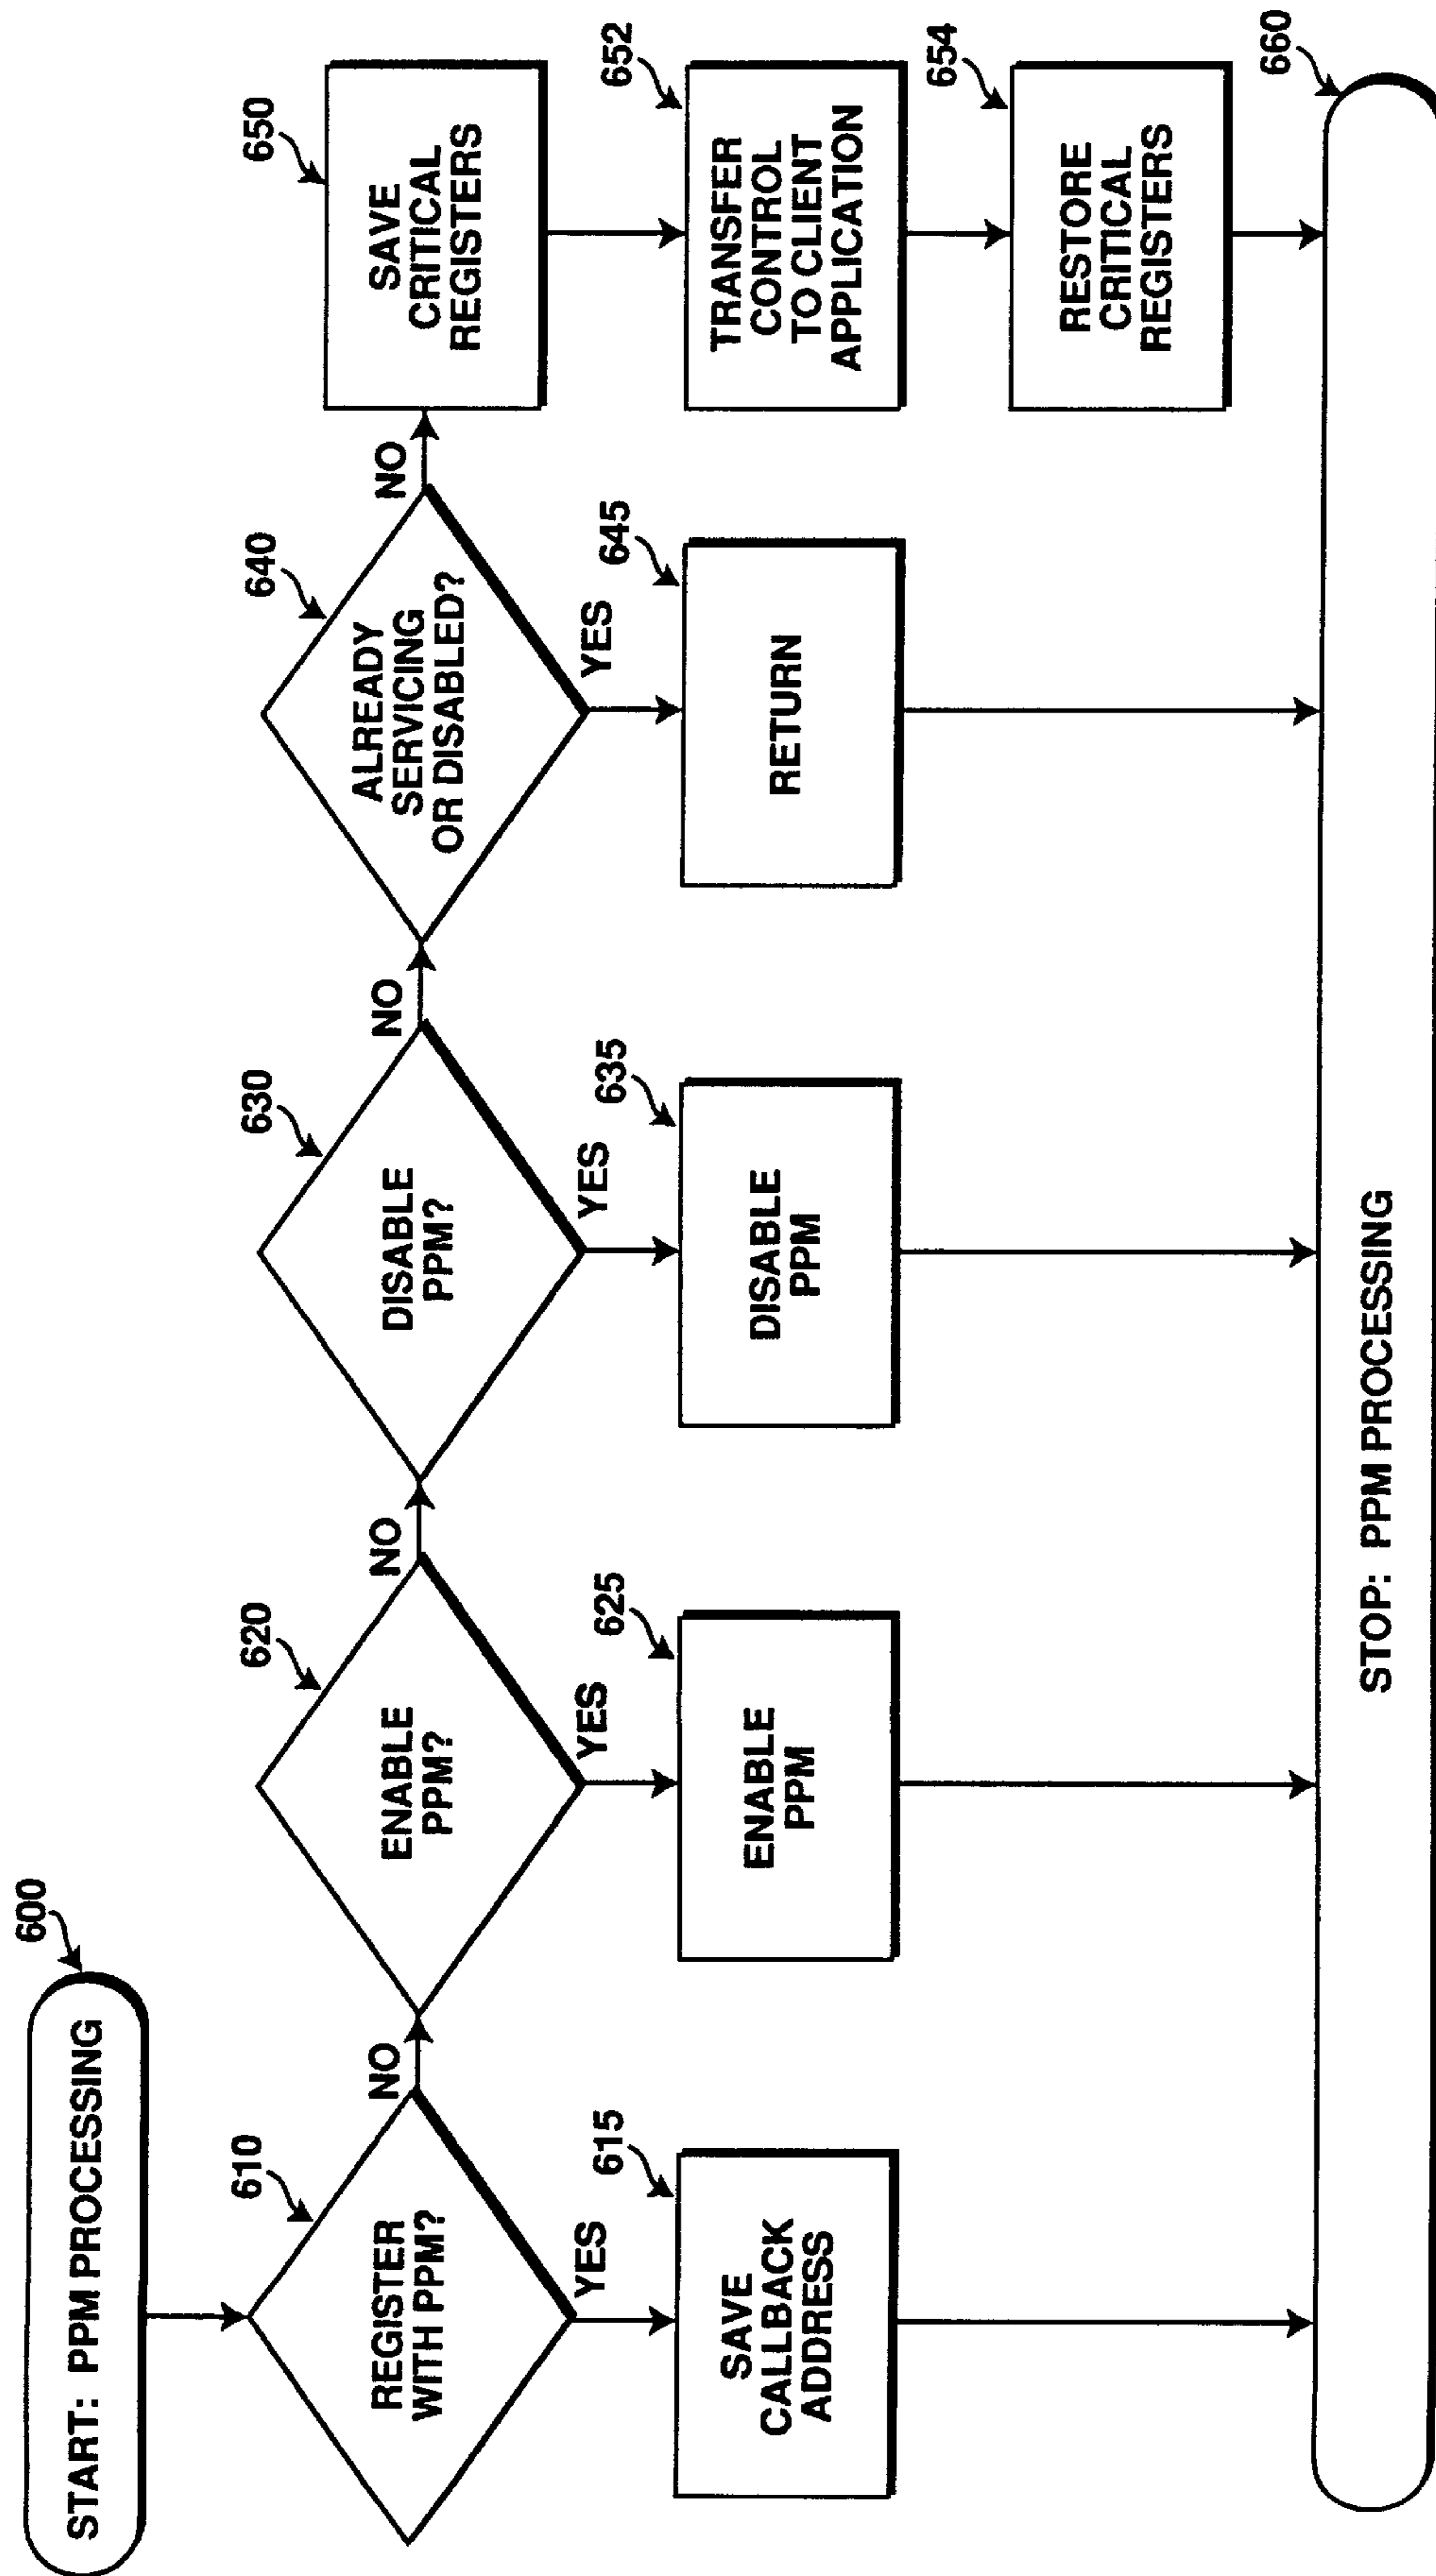 START: PPM PROCESSING
600
610
REGISTER
WITH PPM?
NO
YES
615
SAVE
CALLBACK
ADDRESS
620
ENABLE
PPM?
NO
YES
625
ENABLE
PPM
630
DISABLE
PPM?
NO
YES
635
DISABLE
PPM
640
ALREADY
SERVICING
OR DISABLED?
NO
YES
645
RETURN
650
SAVE
CRITICAL
REGISTERS
652
TRANSFER
CONTROL
TO CLIENT
APPLICATION
654
RESTORE
CRITICAL
REGISTERS
660
STOP: PPM PROCESSING